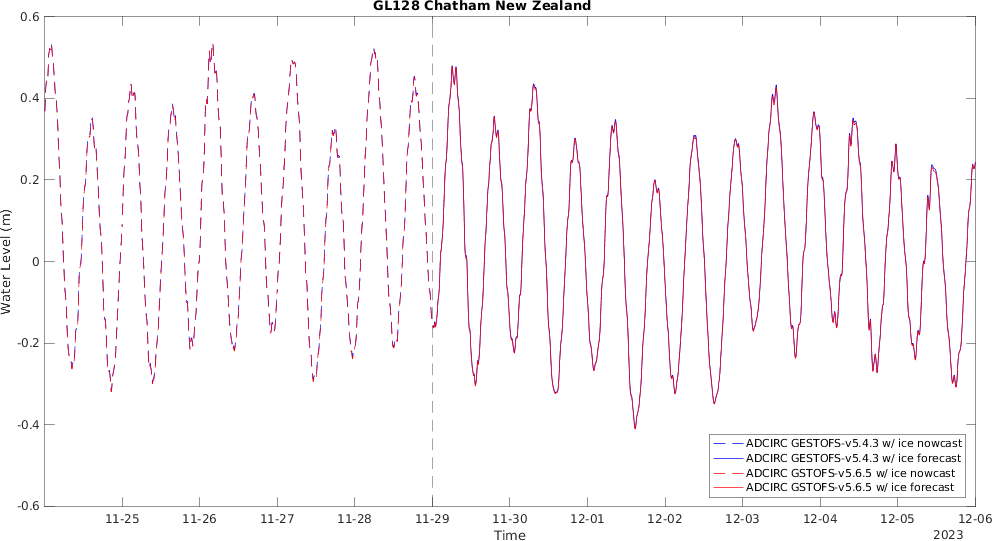 GL128 Chatham New Zealand
0.6
0.4
0.2
0
-0.2
-0.4
-0.6
Water Level (m)
ADCIRC GESTOFS-v5.4.3 w/ ice nowcast
ADCIRC GESTOFS-v5.4.3 w/ ice forecast
ADCIRC GSTOFS-v5.6.5 w/ ice nowcast
ADCIRC GSTOFS-v5.6.5 w/ ice forecast
11-25 11-26 11-27 11-28 11-29 11-30 12-01 12-02 12-03 12-04 12-05 12-06
Time
2023